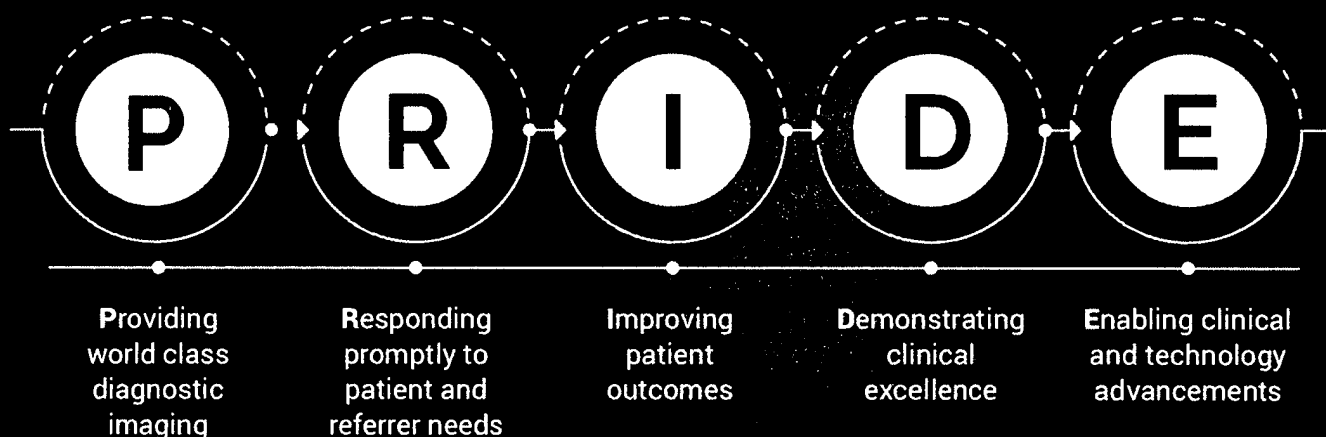 P R I D E
Providing
world class
diagnostic
imaging
Responding
promptly to
patient and
referrer needs
Improving
patient
outcomes
Demonstrating
clinical
excellence
Enabling clinical
and technology
advancements